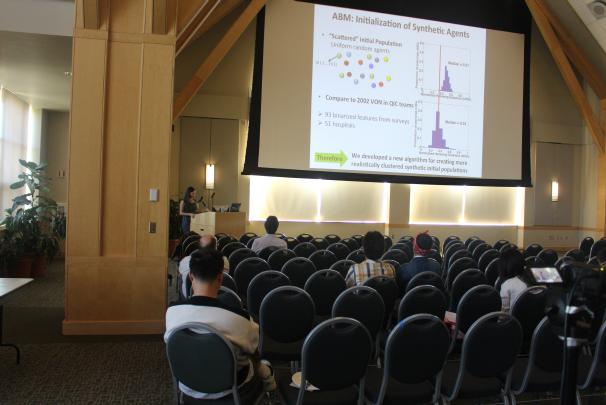 ABM: Initialization of Synthetic Agents
• "Scattered" Initial Population
Uniform random agents
• Compare to 2002 VON in QIC teams
➢ 93 binarized features from surveys
➢ 51 hospitals
Therefore
We developed a new algorithm for creating more
realistically clustered synthetic initial populations